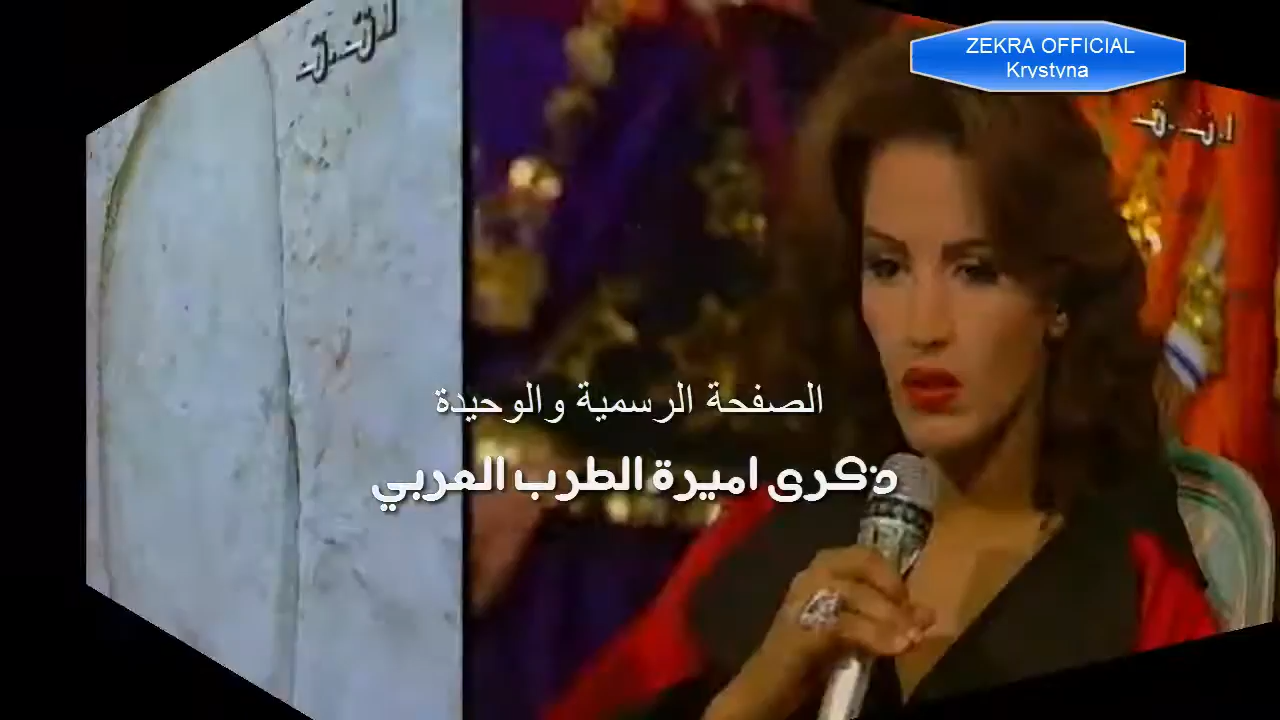 ZEKRA OFFICIAL
Krystyna
ا.ت.ت
ا.ت.ت
الصفحة الرسمية والوحيدة
ذكرى اميرة الطرب العربي